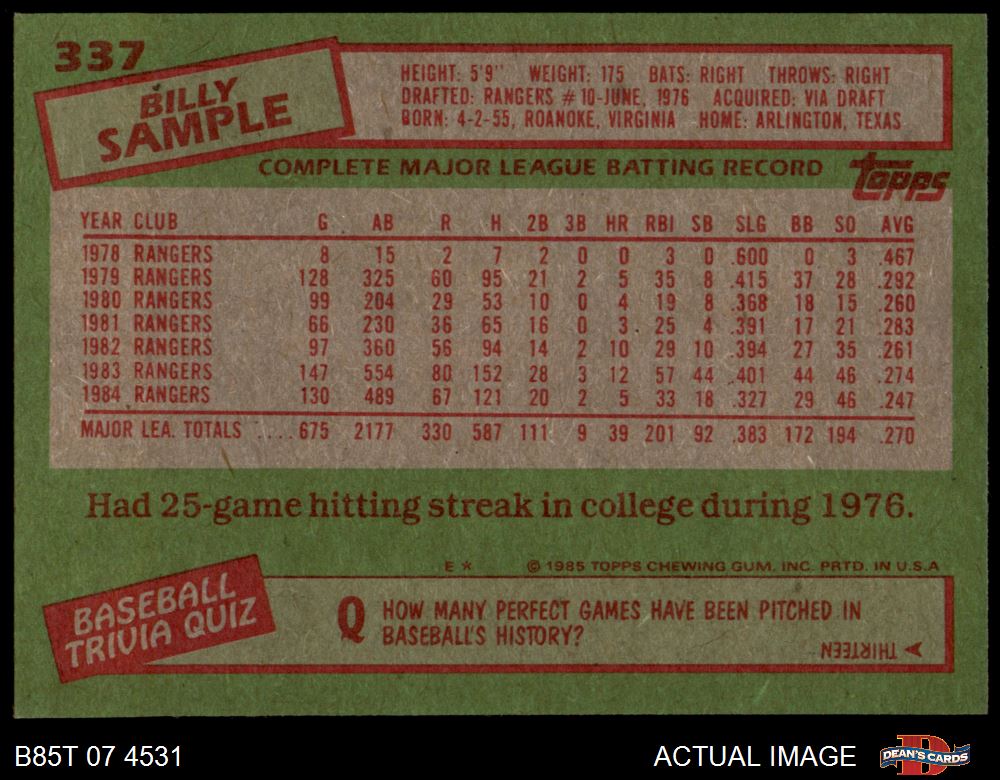 337
BILLY
SAMPLE
HEIGHT: 5'9" WEIGHT: 175 BATS: RIGHT THROWS: RIGHT
DRAFTED: RANGERS #10-JUNE, 1976 ACQUIRED: VIA DRAFT
BORN: 4-2-55, ROANOKE, VIRGINIA HOME: ARLINGTON, TEXAS
COMPLETE MAJOR LEAGUE BATTING RECORD
Topps
YEAR CLUB G AB R H 2B 3B HR RBI SB SLG BB SO AVG
1978 RANGERS 8 15 2 7 2 0 0 3 0 .600 0 3 .467
1979 RANGERS 128 325 60 95 21 2 5 35 8 .415 37 28 .292
1980 RANGERS 99 204 29 53 10 0 4 19 8 .368 18 15 .260
1981 RANGERS 66 230 36 65 16 0 3 25 4 .391 17 21 .283
1982 RANGERS 97 360 56 94 14 2 10 29 10 .394 27 35 .261
1983 RANGERS 147 554 80 152 28 3 12 57 44 .401 44 46 .274
1984 RANGERS 130 489 67 121 20 2 5 33 18 .327 29 46 .247
MAJOR LEA. TOTALS ....675 2177 330 587 111 9 39 201 92 .383 172 194 .270
Had 25-game hitting streak in college during 1976.
E * © 1985 TOPPS CHEWING GUM, INC. PRTD. IN U.S.A
BASEBALL
TRIVIA QUIZ
Q HOW MANY PERFECT GAMES HAVE BEEN PITCHED IN
BASEBALL'S HISTORY?
THIRTEEN
B85T 07 4531
ACTUAL IMAGE
D
DEAN'S CARDS